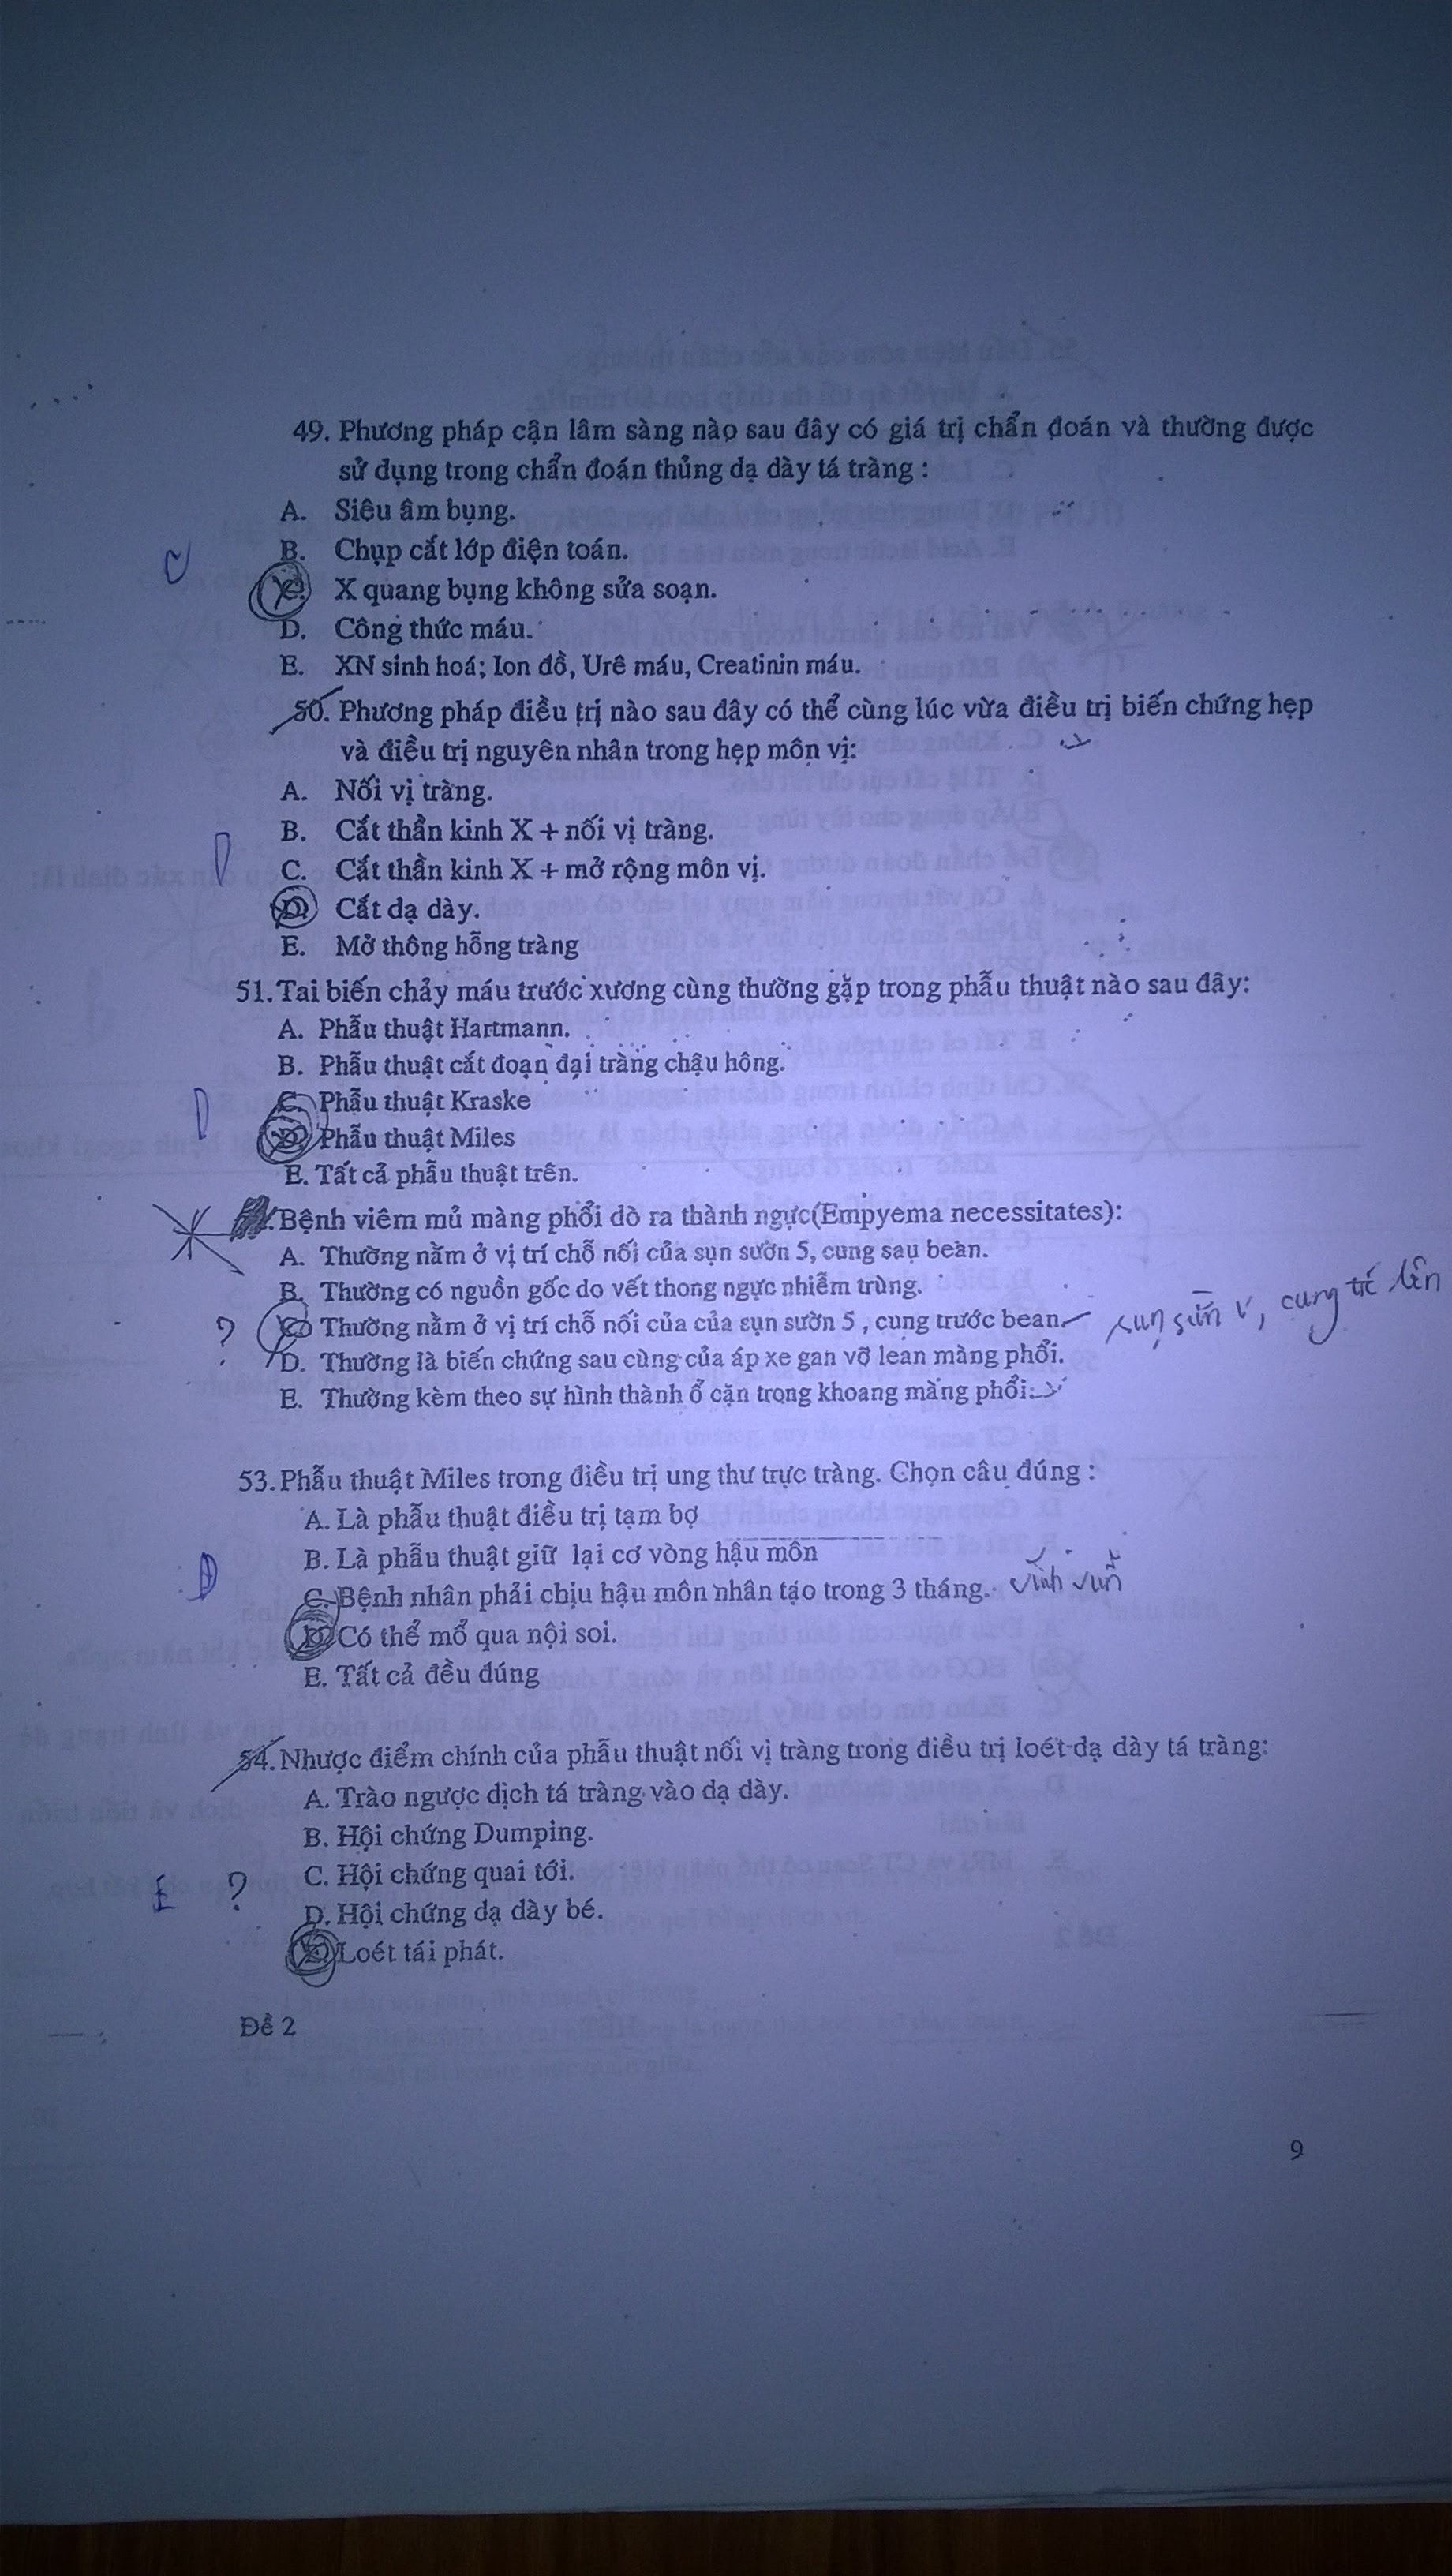 49. Phương pháp cận lâm sàng nào sau đây có giá trị chẩn đoán và thường được
sử dụng trong chẩn đoán thủng dạ dày tá tràng :
A. Siêu âm bụng.
B. Chụp cắt lớp điện toán.
C. X quang bụng không sửa soạn.
D. Công thức máu.
E. XN sinh hoá; Ion đồ, Urê máu, Creatinin máu.
50. Phương pháp điều trị nào sau đây có thể cùng lúc vừa điều trị biến chứng hẹp
và điều trị nguyên nhân trong hẹp môn vị:
A. Nối vị tràng.
B. Cắt thần kinh X + nối vị tràng.
C. Cắt thần kinh X + mở rộng môn vị.
D. Cắt dạ dày.
E. Mở thông hỗng tràng
51. Tai biến chảy máu trước xương cùng thường gặp trong phẫu thuật nào sau đây:
A. Phẫu thuật Hartmann.
B. Phẫu thuật cắt đoạn đại tràng chậu hông.
D C. Phẫu thuật Kraske
D. Phẫu thuật Miles
E. Tất cả phẫu thuật trên.
Bệnh viêm mủ màng phổi dò ra thành ngực(Empyema necessitates):
A. Thường nằm ở vị trí chỗ nối của sụn sườn 5, cung sau bean.
B. Thường có nguồn gốc do vết thong ngực nhiễm trùng.
? C. Thường nằm ở vị trí chỗ nối của của sụn sườn 5 , cung trước bean. sụn sườn V, cung
D. Thường là biến chứng sau cùng của áp xe gan vỡ lean màng phổi.
E. Thường kèm theo sự hình thành ổ cặn trong khoang màng phổi.
53. Phẫu thuật Miles trong điều trị ung thư trực tràng. Chọn câu đúng :
A. Là phẫu thuật điều trị tạm bợ
B. Là phẫu thuật giữ lại cơ vòng hậu môn
D C. Bệnh nhân phải chịu hậu môn nhân tạo trong 3 tháng. vĩnh viễn
D. Có thể mổ qua nội soi.
E. Tất cả đều đúng
54. Nhược điểm chính của phẫu thuật nối vị tràng trong điều trị loét dạ dày tá tràng:
A. Trào ngược dịch tá tràng vào dạ dày.
B. Hội chứng Dumping.
E ? C. Hội chứng quai tới.
D. Hội chứng dạ dày bé.
E. Loét tái phát.
Đề 2
9